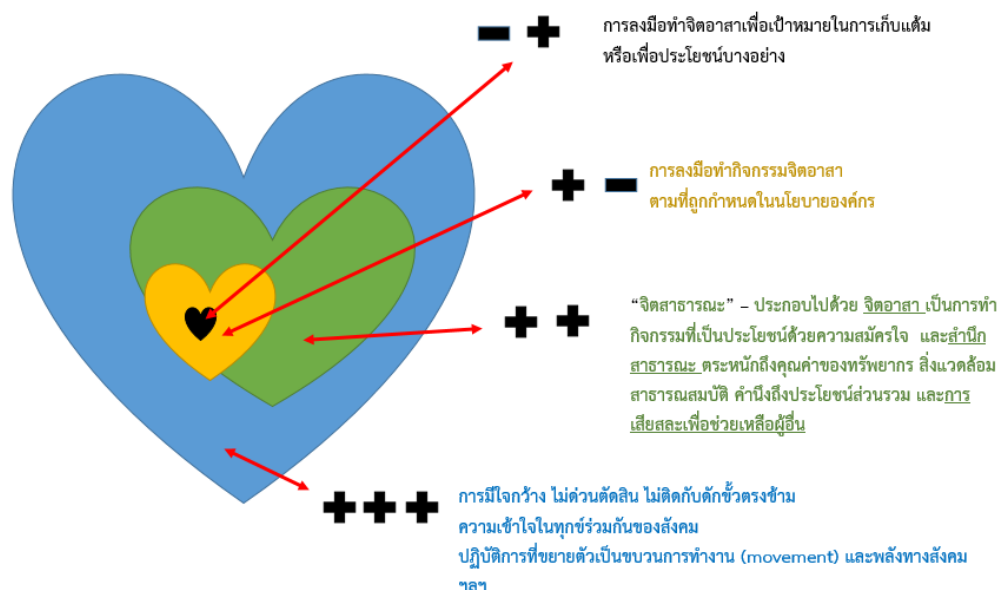 การลงมือทำจิตอาสาเพื่อเป้าหมายในการเก็บแต้ม
หรือเพื่อประโยชน์บางอย่าง
การลงมือทำกิจกรรมจิตอาสา
ตามที่ถูกกำหนดในนโยบายองค์กร
“จิตสาธารณะ” – ประกอบไปด้วย จิตอาสา เป็นการทำ
กิจกรรมที่เป็นประโยชน์ด้วยความสมัครใจ และสำนึก
สาธารณะ ตระหนักถึงคุณค่าของทรัพยากร สิ่งแวดล้อม
สาธารณสมบัติ คำนึงถึงประโยชน์ส่วนรวม และการ
เสียสละเพื่อช่วยเหลือผู้อื่น
การมีใจกว้าง ไม่ด่วนตัดสิน ไม่ติดกับดักขั้วตรงข้าม
ความเข้าใจในทุกข์ร่วมกันของสังคม
ปฏิบัติการที่ขยายตัวเป็นขบวนการทำงาน (movement) และพลังทางสังคม
ฯลฯ